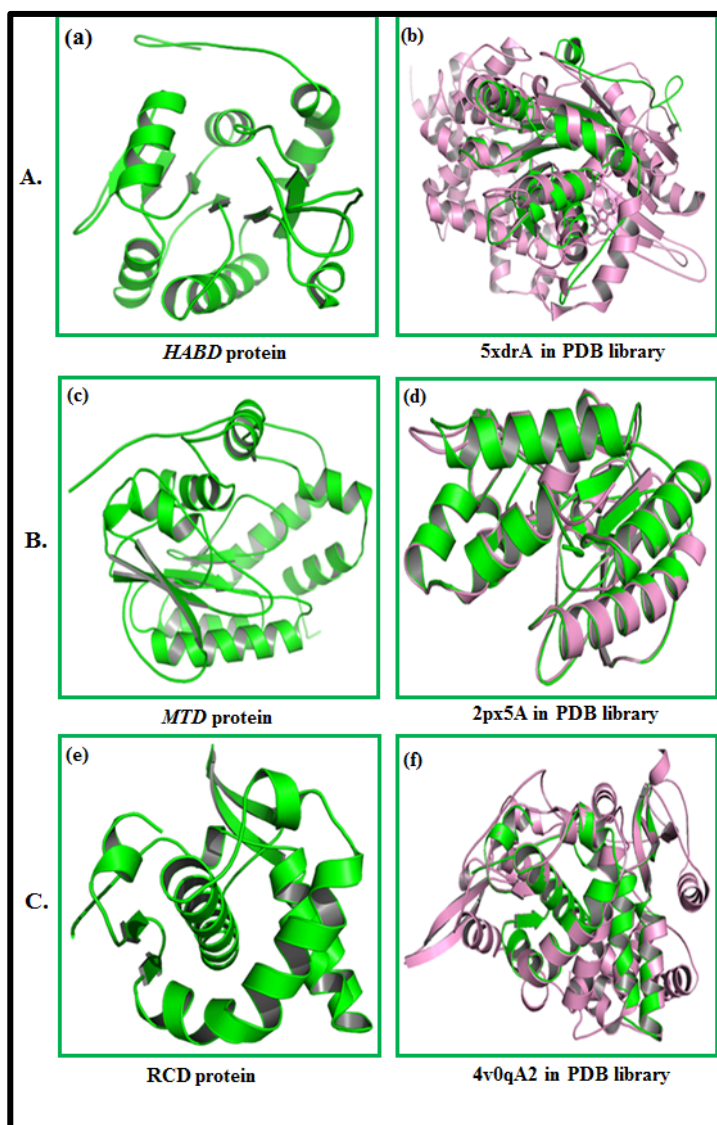 (a)
(b)
A.
HABD protein
5xdrA in PDB library
(c)
(d)
B.
MTD protein
2px5A in PDB library
(e)
(f)
C.
RCD protein
4v0qA2 in PDB library